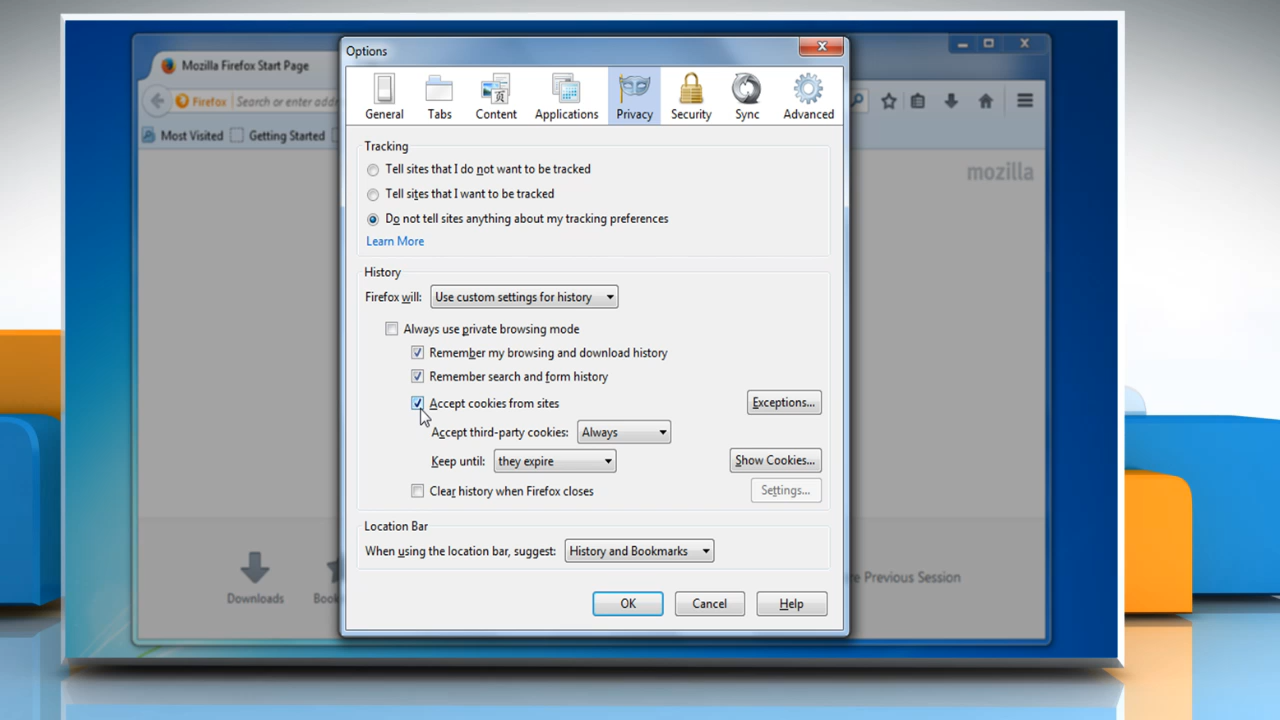 Options
Mozilla Firefox Start Page
General
Tabs
Content
Applications
Privacy
Security
Sync
Advanced
Firefox
Search or enter addr
Most Visited
Getting Started
mozilla
Tracking
Tell sites that I do not want to be tracked
Tell sites that I want to be tracked
Do not tell sites anything about my tracking preferences
Learn More
History
Firefox will: Use custom settings for history
Always use private browsing mode
Remember my browsing and download history
Remember search and form history
Accept cookies from sites
Exceptions...
Accept third-party cookies: Always
Keep until: they expire
Show Cookies...
Clear history when Firefox closes
Settings...
Location Bar
When using the location bar, suggest: History and Bookmarks
Downloads
Book
re Previous Session
OK
Cancel
Help